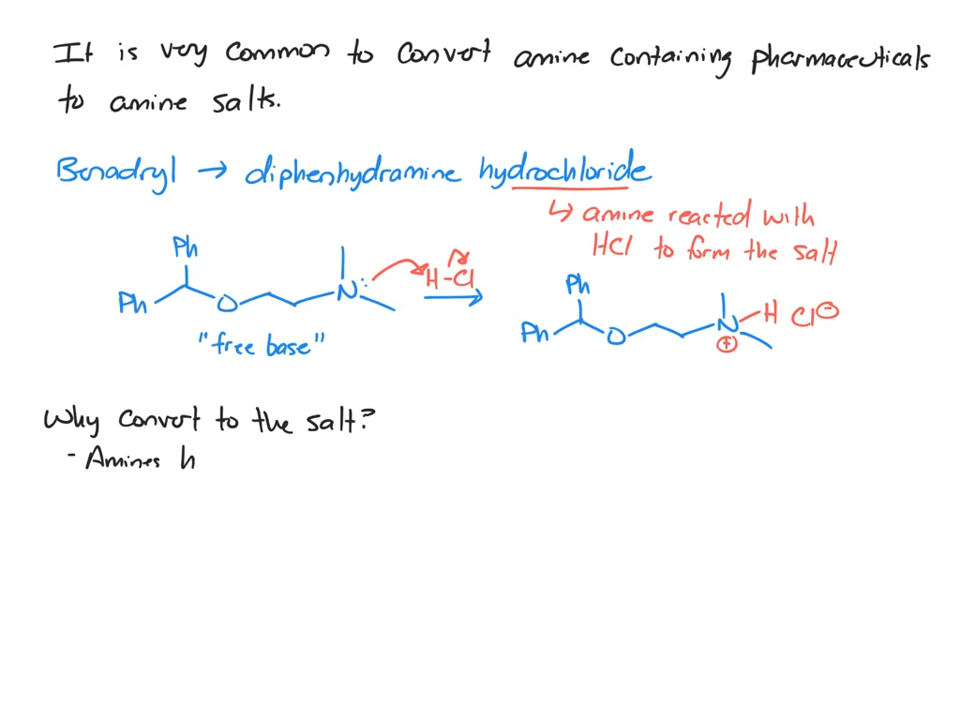 It is very common to convert amine containing pharmaceuticals
to amine salts.
Benadryl → diphenhydramine hydrochloride
↳ amine reacted with
HCl to form the salt
Ph
Ph O N: H-Cl
"free base"
Ph
Ph O N H Cl⊖
⊕
Why convert to the salt?
- Amines h